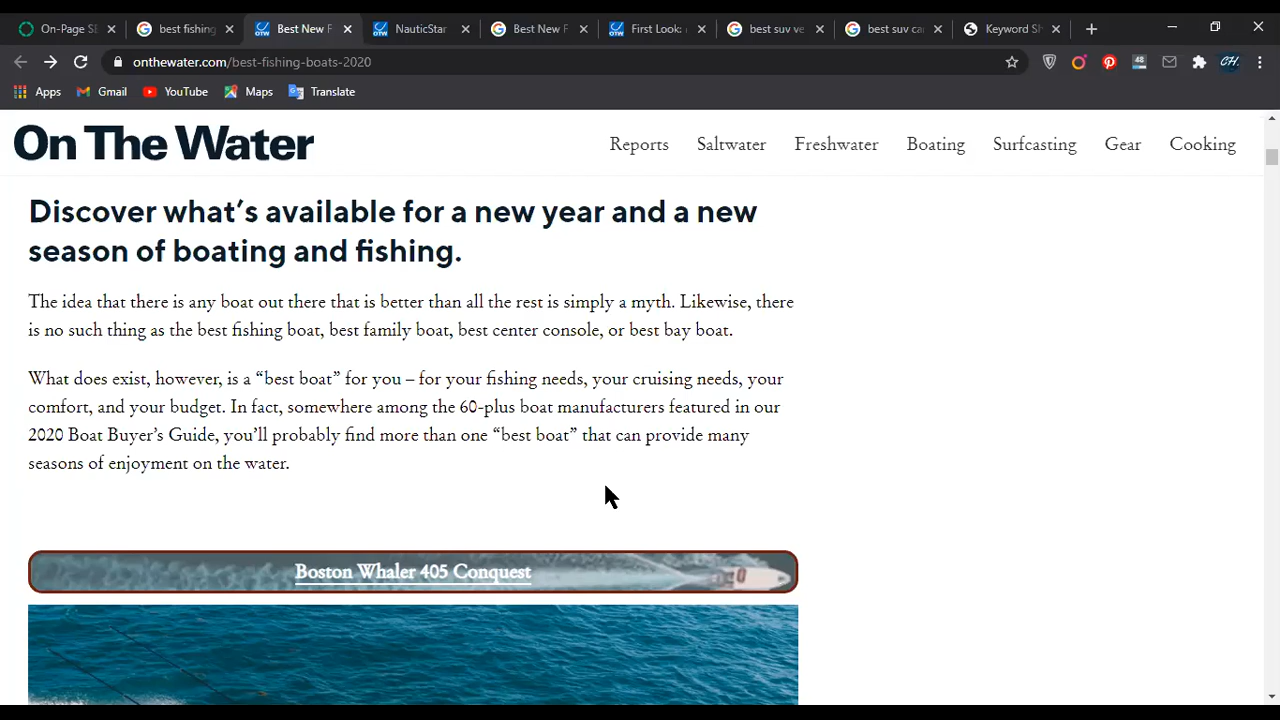 On-Page SE
best fishing
Best New F
NauticStar
Best New F
First Look:
best suv ve
best suv ca
Keyword Sh
onthewater.com/best-fishing-boats-2020
48
CH
Apps
Gmail
YouTube
Maps
Translate
On The Water
Reports
Saltwater
Freshwater
Boating
Surfcasting
Gear
Cooking
Discover what’s available for a new year and a new
season of boating and fishing.
The idea that there is any boat out there that is better than all the rest is simply a myth. Likewise, there
is no such thing as the best fishing boat, best family boat, best center console, or best bay boat.
What does exist, however, is a “best boat” for you – for your fishing needs, your cruising needs, your
comfort, and your budget. In fact, somewhere among the 60-plus boat manufacturers featured in our
2020 Boat Buyer’s Guide, you’ll probably find more than one “best boat” that can provide many
seasons of enjoyment on the water.
Boston Whaler 405 Conquest